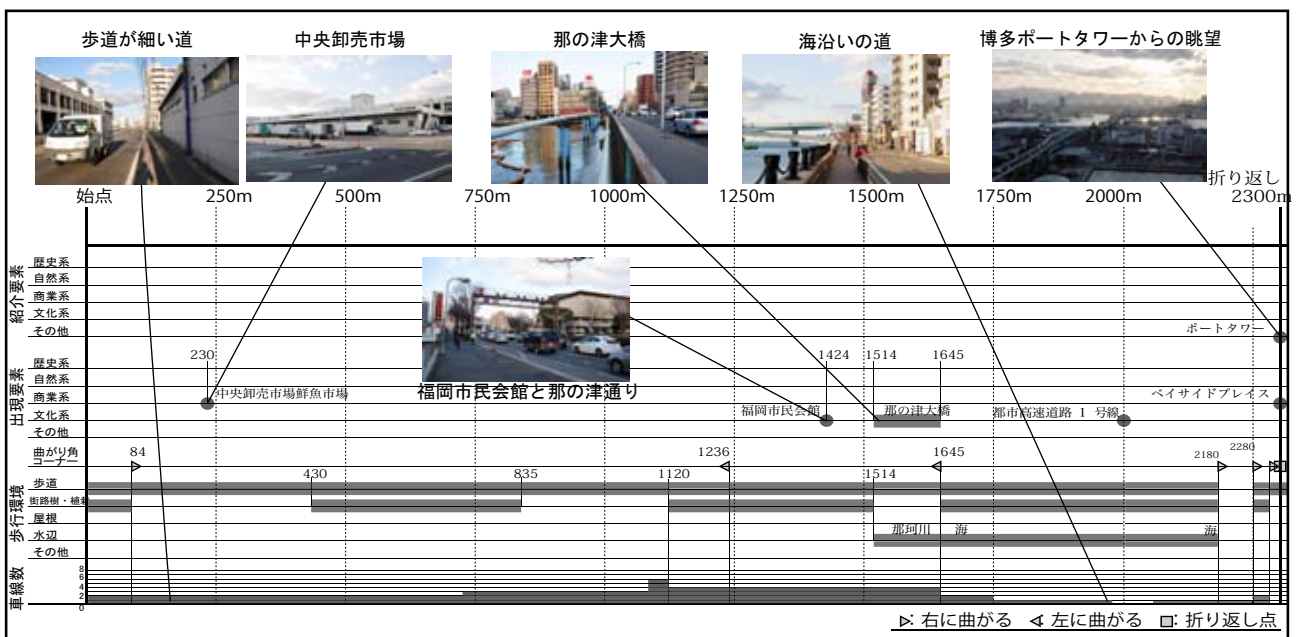 歩道が細い道
中央卸売市場
那の津大橋
海沿いの道
博多ポートタワーからの眺望
始点
250m
500m
750m
1000m
1250m
1500m
1750m
2000m
折り返し
2300m
紹介要素
歴史系
自然系
商業系
文化系
その他
ポートタワー
福岡市民会館と那の津通り
出現要素
歴史系
自然系
商業系
文化系
その他
230
中央卸売市場鮮魚市場
1424
1514
1645
福岡市民会館
那の津大橋
都市高速道路 1 号線
ベイサイドプレイス
曲がり角
コーナー
84
1236
1645
2180
2280
歩行環境
歩道
街路樹・植栽
屋根
水辺
その他
430
835
1120
1514
那珂川
海
海
車線数
8
6
4
2
0
▷: 右に曲がる ◁: 左に曲がる □: 折り返し点